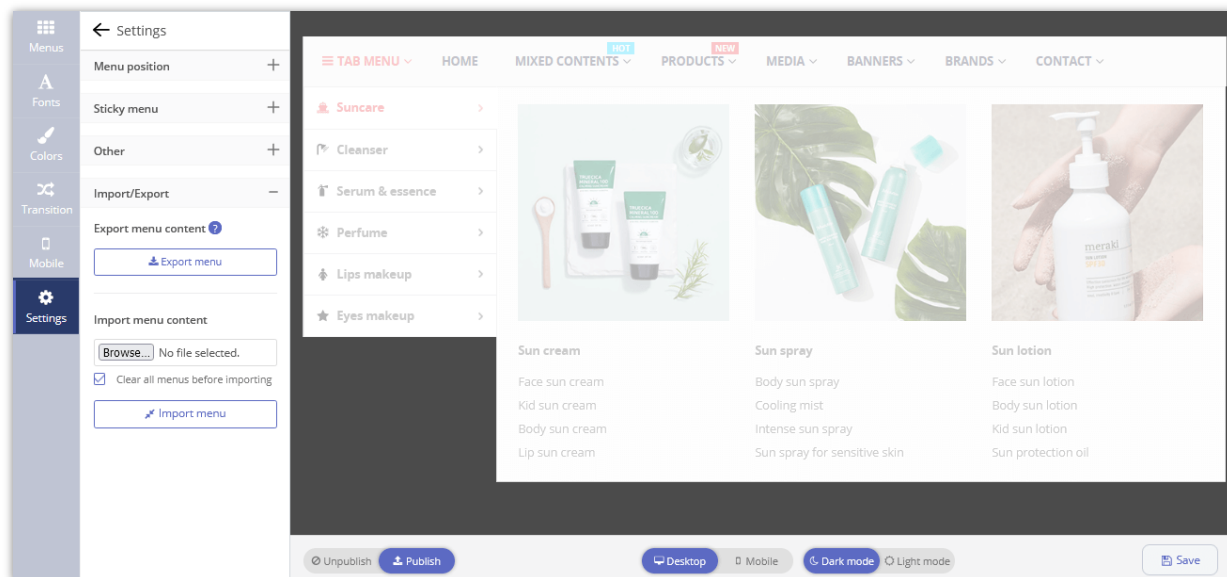 Menus
Fonts
Colors
Transition
Mobile
Settings
Settings
Menu position
Sticky menu
Other
Import/Export
Export menu content ?
Export menu
Import menu content
Browse... No file selected.
Clear all menus before importing
Import menu
HOT
NEW
TAB MENU
HOME
MIXED CONTENTS
PRODUCTS
MEDIA
BANNERS
BRANDS
CONTACT
Suncare
Cleanser
Serum & essence
Perfume
Lips makeup
Eyes makeup
meraki
Sun cream
Face sun cream
Kid sun cream
Body sun cream
Lip sun cream
Sun spray
Body sun spray
Cooling mist
Intense sun spray
Sun spray for sensitive skin
Sun lotion
Face sun lotion
Body sun lotion
Kid sun lotion
Sun protection oil
Unpublish
Publish
Desktop
Mobile
Dark mode
Light mode
Save